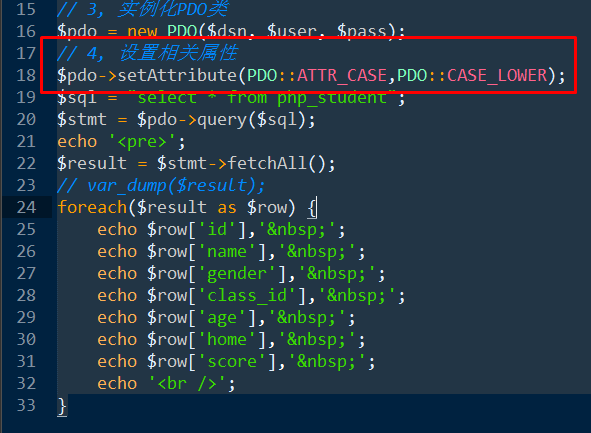 15 // 3, 实例化PDO类
16 $pdo = new PDO($dsn, $user, $pass);
17 // 4, 设置相关属性
18 $pdo->setAttribute(PDO::ATTR_CASE,PDO::CASE_LOWER);
19 $sql = "select * from php_student";
20 $stmt = $pdo->query($sql);
21 echo '<pre>';
22 $result = $stmt->fetchAll();
23 // var_dump($result);
24 foreach($result as $row) {
25     echo $row['id'],'&nbsp;';
26     echo $row['name'],'&nbsp;';
27     echo $row['gender'],'&nbsp;';
28     echo $row['class_id'],'&nbsp;';
29     echo $row['age'],'&nbsp;';
30     echo $row['home'],'&nbsp;';
31     echo $row['score'],'&nbsp;';
32     echo '<br />';
33 }